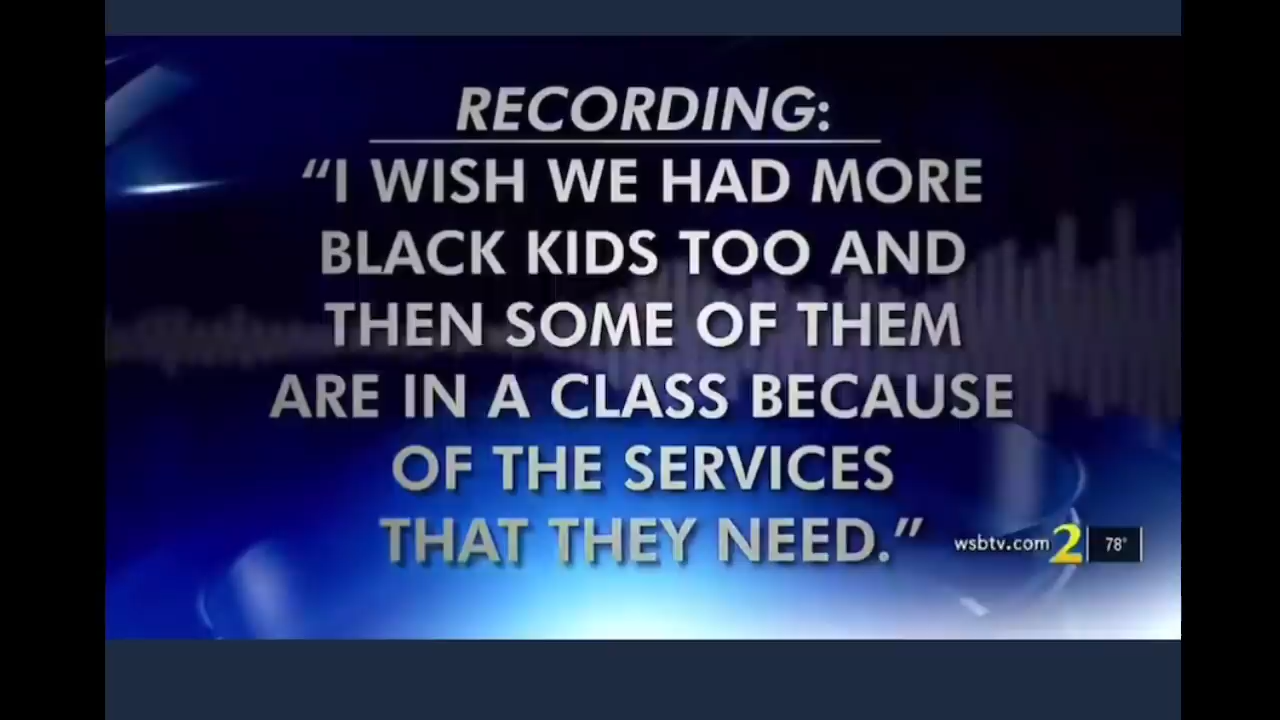 RECORDING:
“I WISH WE HAD MORE
BLACK KIDS TOO AND
THEN SOME OF THEM
ARE IN A CLASS BECAUSE
OF THE SERVICES
THAT THEY NEED.”
wsbtv.com 2 78°